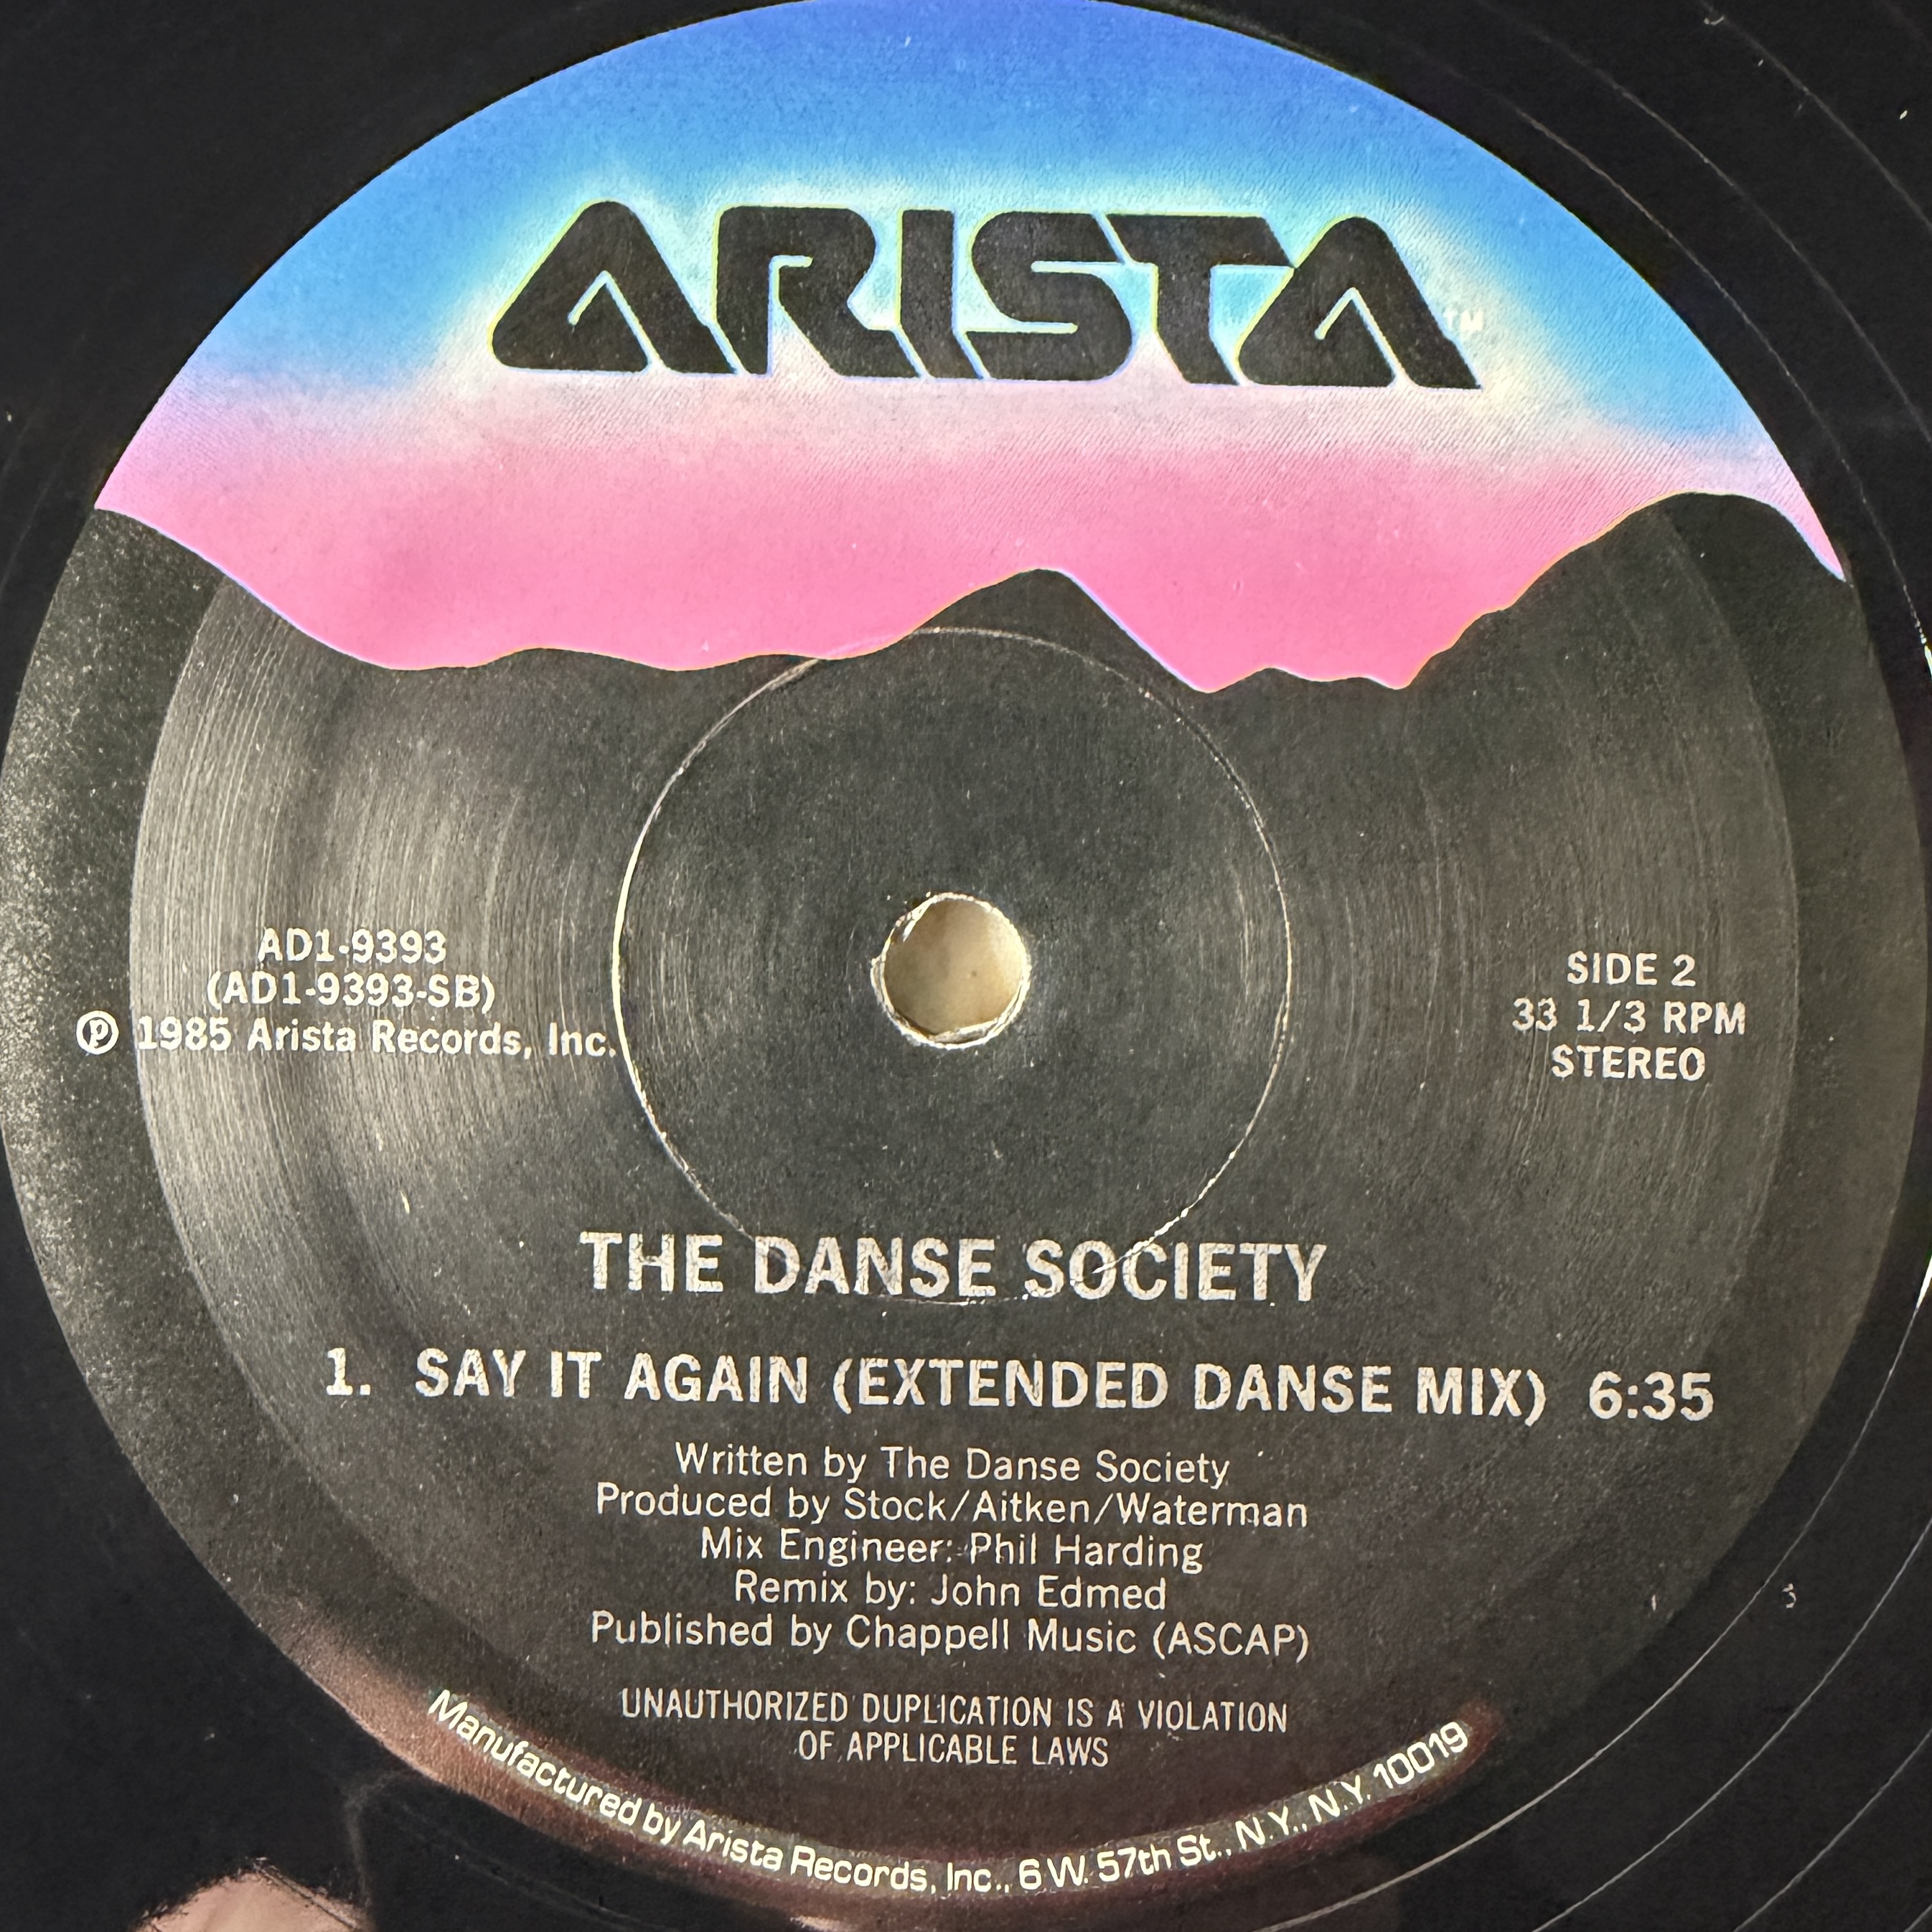 ARISTA™
AD1-9393
(AD1-9393-SB)
℗ 1985 Arista Records, Inc.
SIDE 2
33 1/3 RPM
STEREO
THE DANSE SOCIETY
1. SAY IT AGAIN (EXTENDED DANSE MIX) 6:35
Written by The Danse Society
Produced by Stock/Aitken/Waterman
Mix Engineer: Phil Harding
Remix by: John Edmed
Published by Chappell Music (ASCAP)
UNAUTHORIZED DUPLICATION IS A VIOLATION
OF APPLICABLE LAWS
Manufactured by Arista Records, Inc., 6 W. 57th St., N.Y., N.Y. 10019